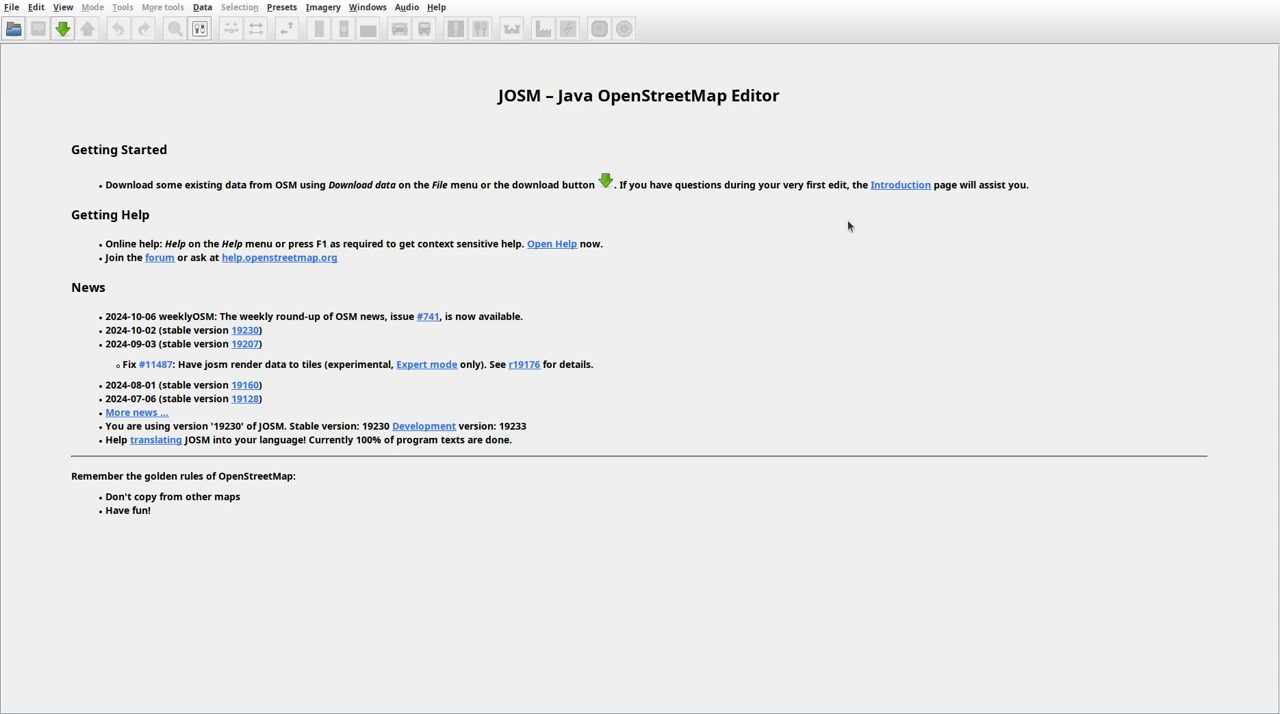 File Edit View Mode Tools More tools Data Selection Presets Imagery Windows Audio Help
JOSM – Java OpenStreetMap Editor
Getting Started
• Download some existing data from OSM using Download data on the File menu or the download button . If you have questions during your very first edit, the Introduction page will assist you.
Getting Help
• Online help: Help on the Help menu or press F1 as required to get context sensitive help. Open Help now.
• Join the forum or ask at help.openstreetmap.org
News
• 2024-10-06 weeklyOSM: The weekly round-up of OSM news, issue #741, is now available.
• 2024-10-02 (stable version 19230)
• 2024-09-03 (stable version 19207)
◦ Fix #11487: Have josm render data to tiles (experimental, Expert mode only). See r19176 for details.
• 2024-08-01 (stable version 19160)
• 2024-07-06 (stable version 19128)
• More news ...
• You are using version '19230' of JOSM. Stable version: 19230 Development version: 19233
• Help translating JOSM into your language! Currently 100% of program texts are done.
Remember the golden rules of OpenStreetMap:
• Don't copy from other maps
• Have fun!